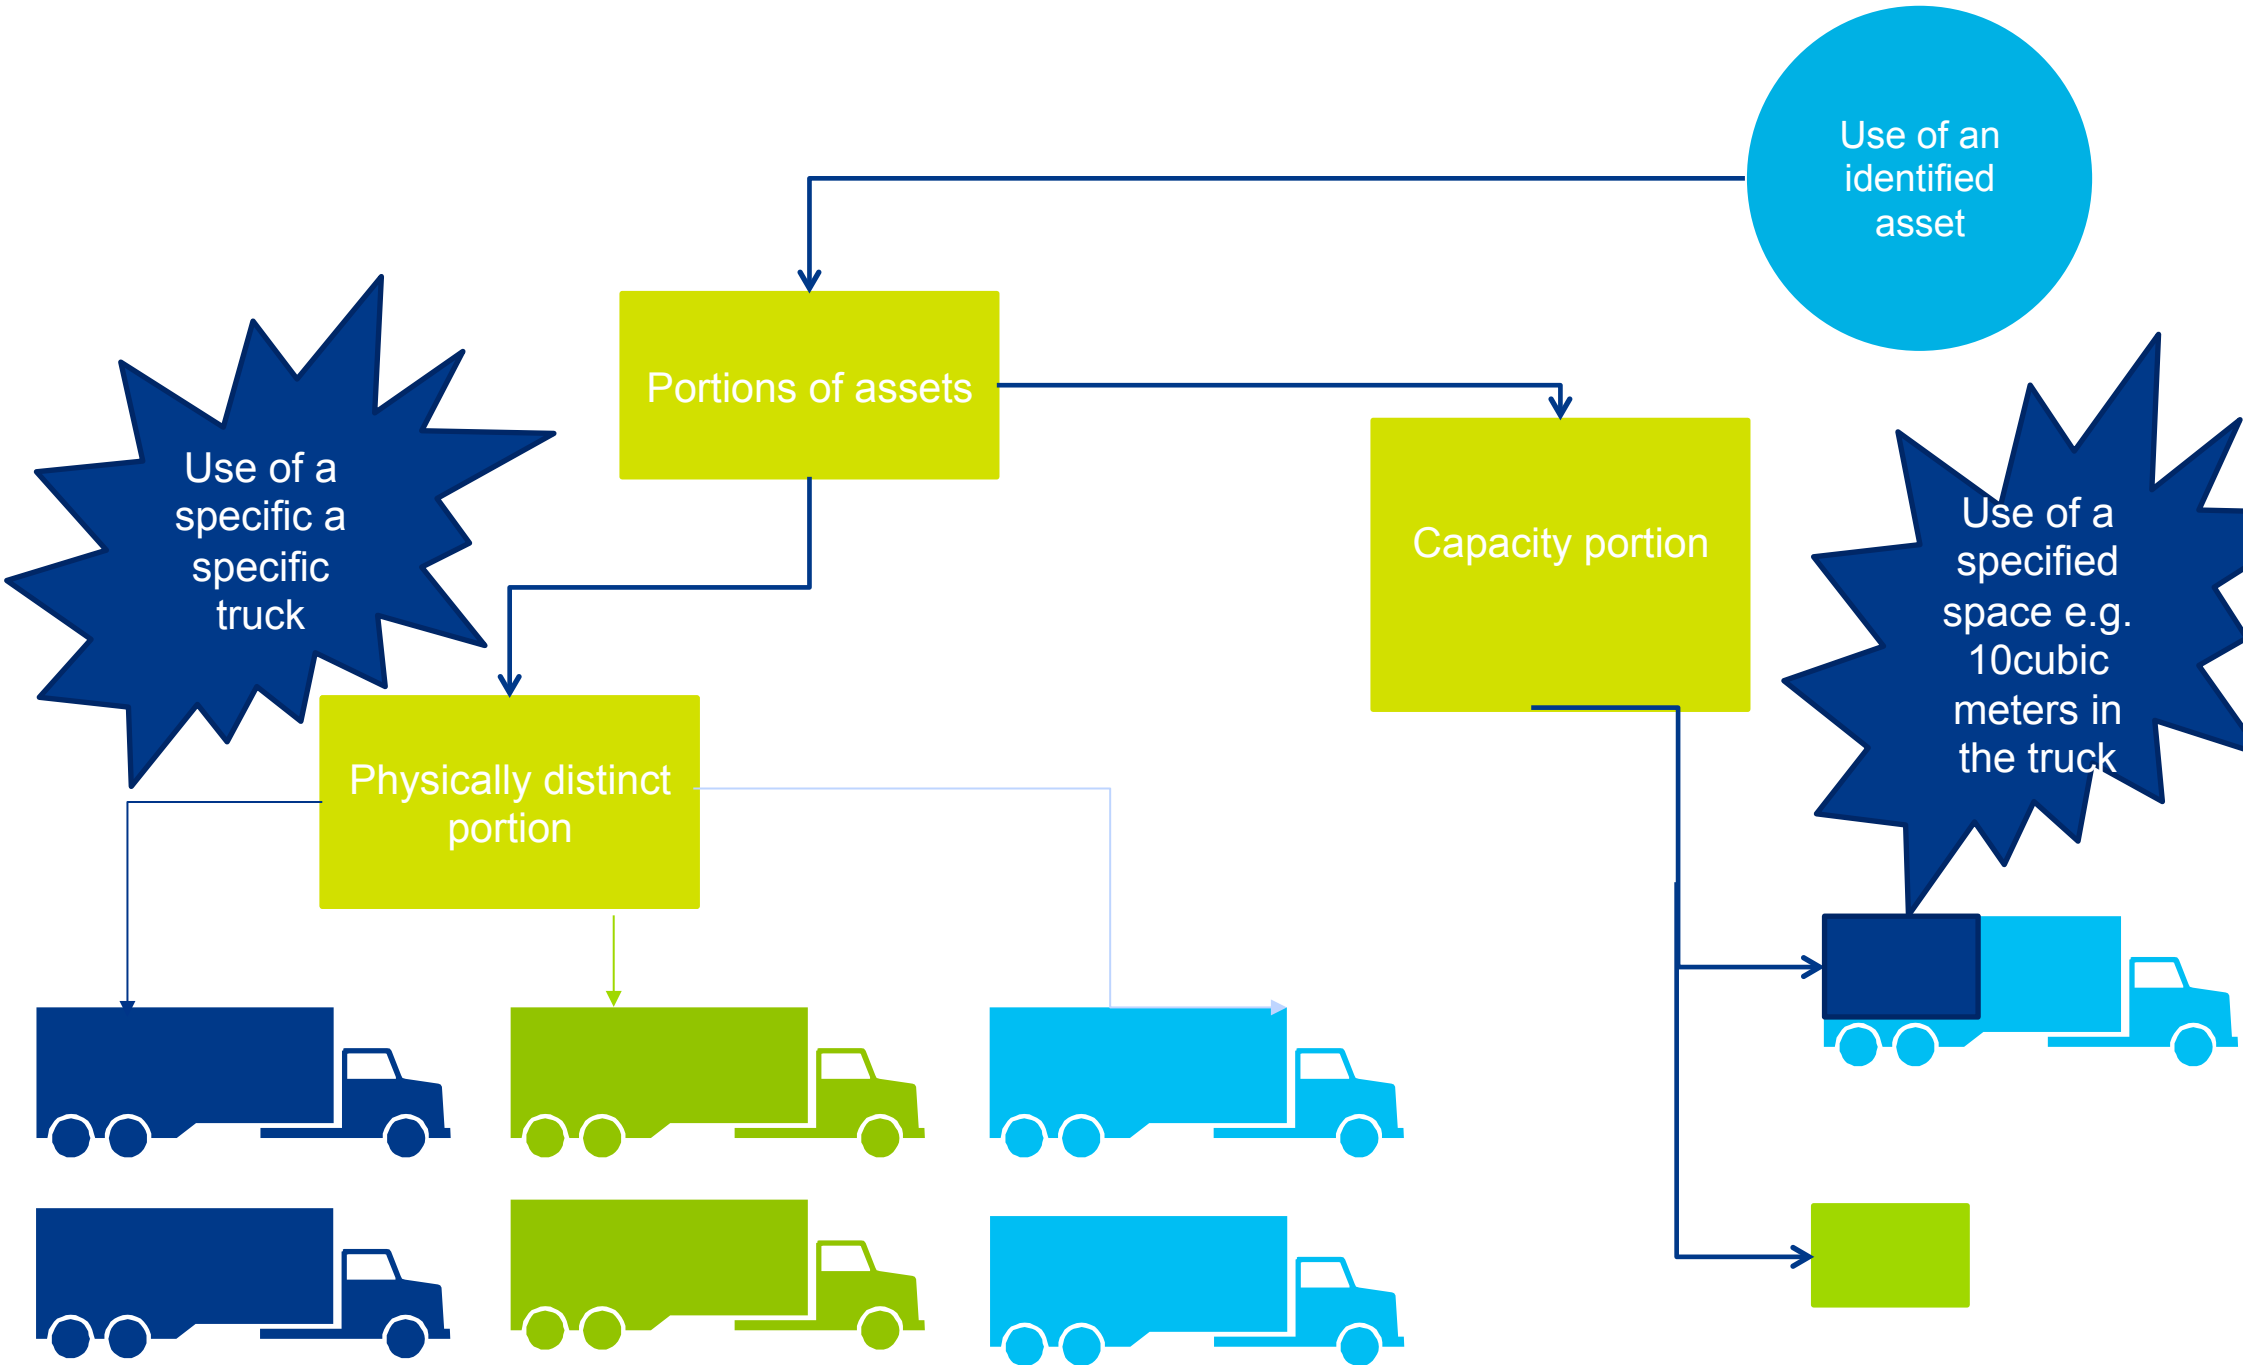 Use of an
identified
asset
Portions of assets
Use of a
specific a
specific
truck
Capacity portion
Use of a
specified
space e.g.
10cubic
meters in
the truck
Physically distinct
portion